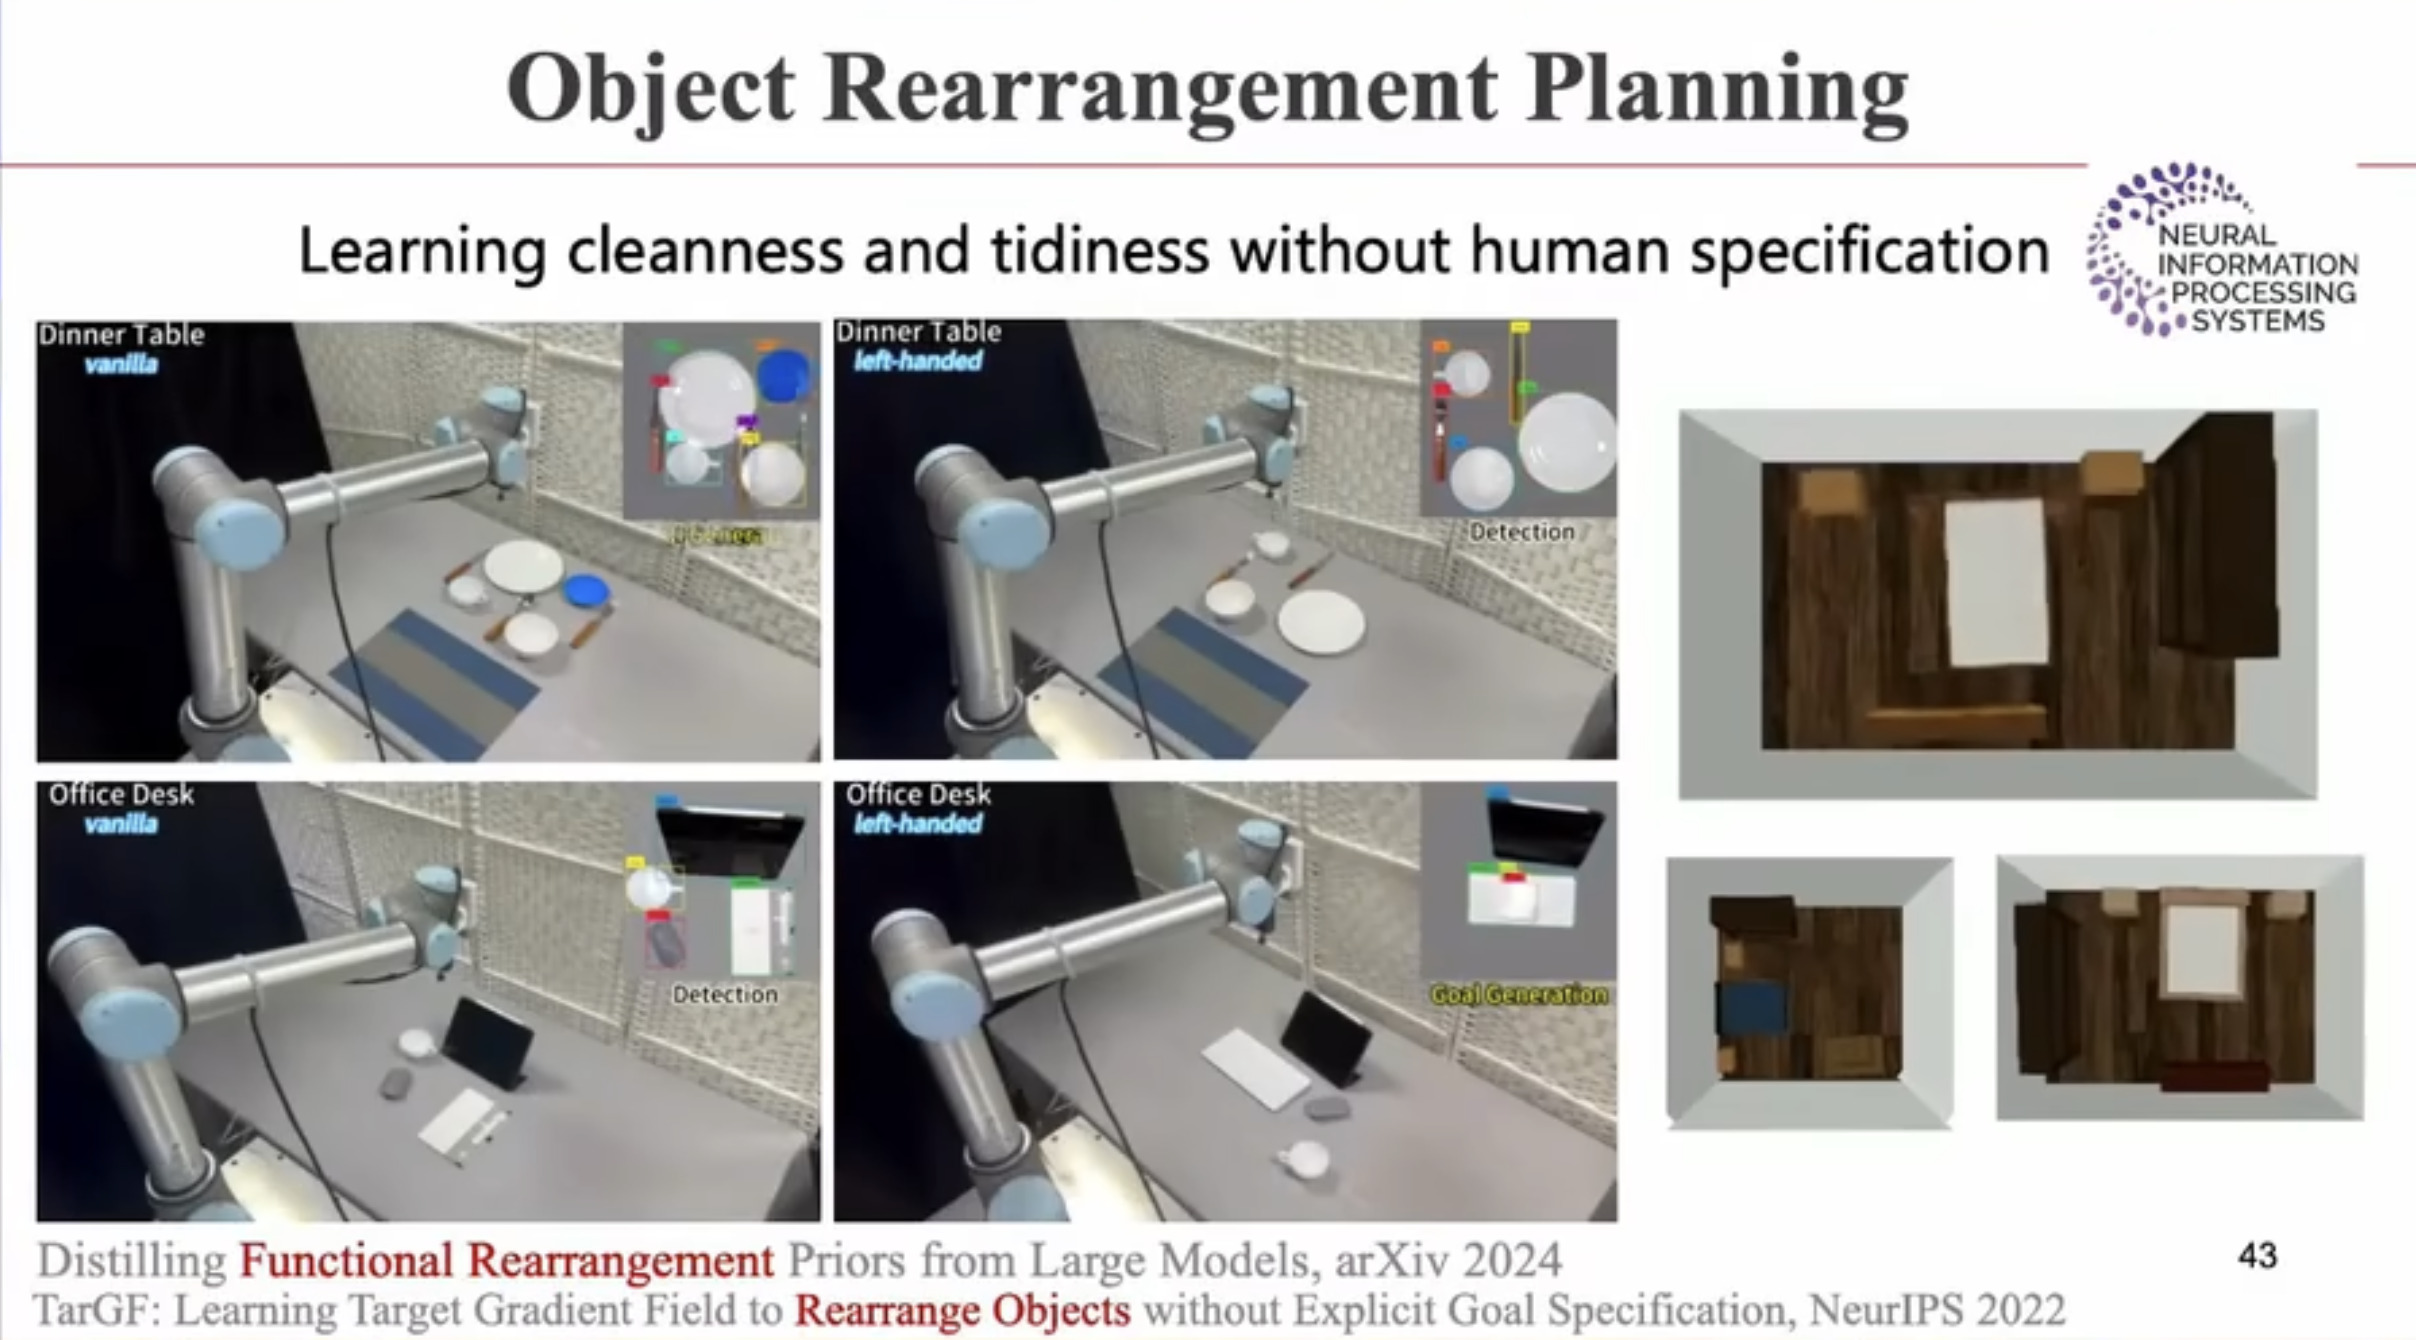 Object Rearrangement Planning
Learning cleanness and tidiness without human specification
NEURAL
INFORMATION
PROCESSING
SYSTEMS
Dinner Table
vanilla
Dinner Table
left-handed
Detection
Office Desk
vanilla
Detection
Office Desk
left-handed
Goal Generation
Distilling Functional Rearrangement Priors from Large Models, arXiv 2024
43
TarGF: Learning Target Gradient Field to Rearrange Objects without Explicit Goal Specification, NeurIPS 2022